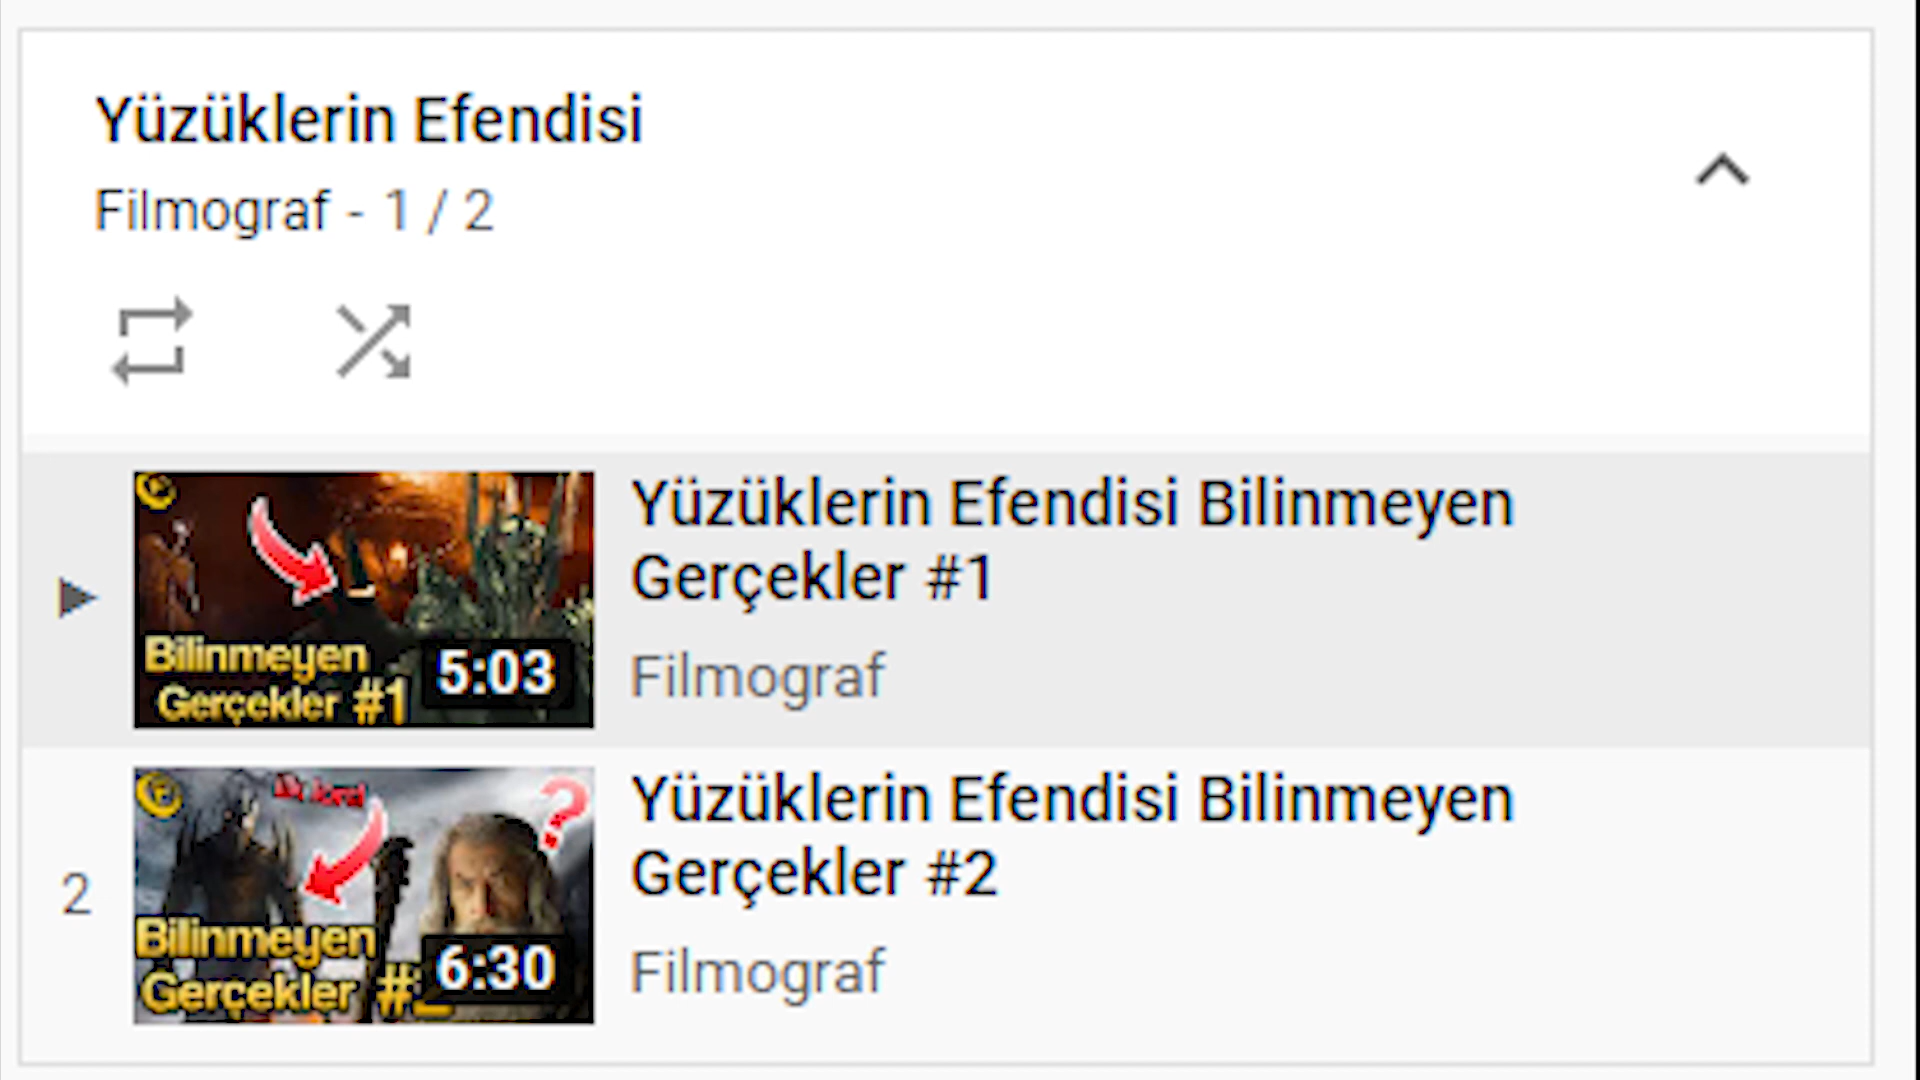 Yüzüklerin Efendisi
Filmograf - 1 / 2
Bilinmeyen
Gerçekler #1
5:03
Yüzüklerin Efendisi Bilinmeyen
Gerçekler #1
Filmograf
2
?
Bilinmeyen
Gerçekler #2
6:30
Yüzüklerin Efendisi Bilinmeyen
Gerçekler #2
Filmograf